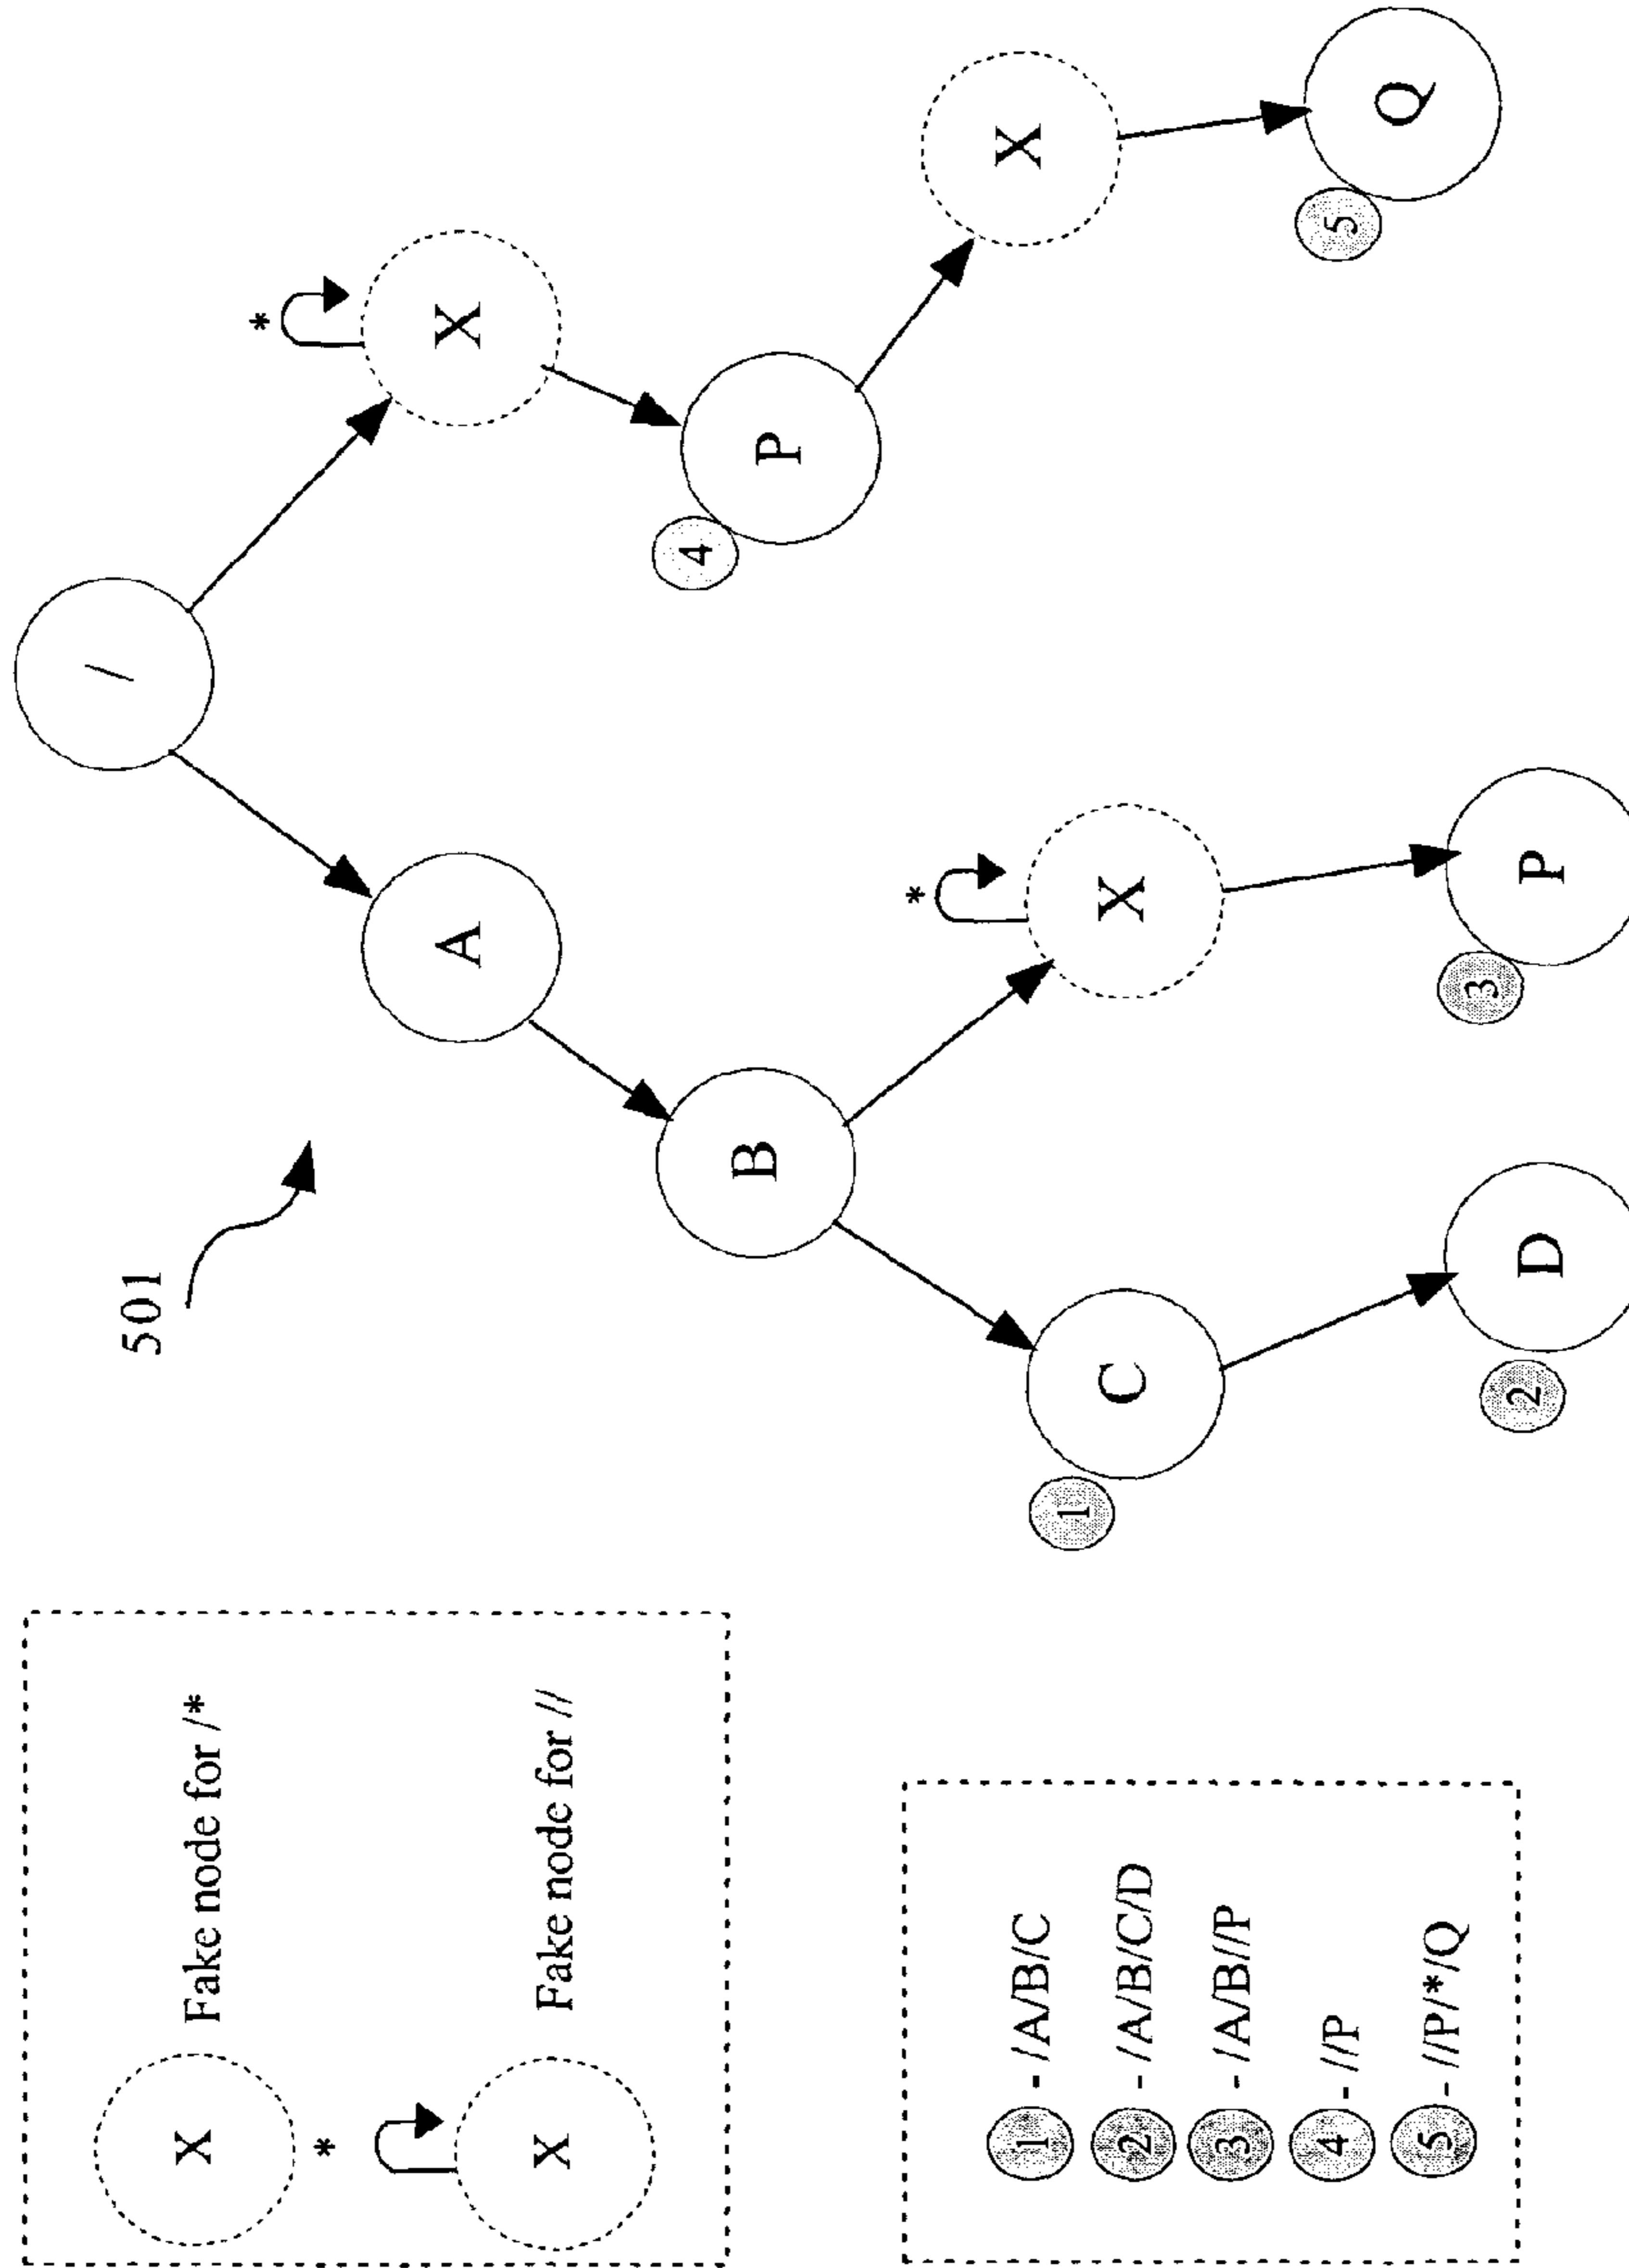 501
/
A
X
*
B
P
4
C
1
X
*
X
D
2
P
3
Q
5
X Fake node for /*
*
X Fake node for //
1 - /A/B/C
2 - /A/B/C/D
3 - /A/B//P
4 - //P
5 - //P/*/Q